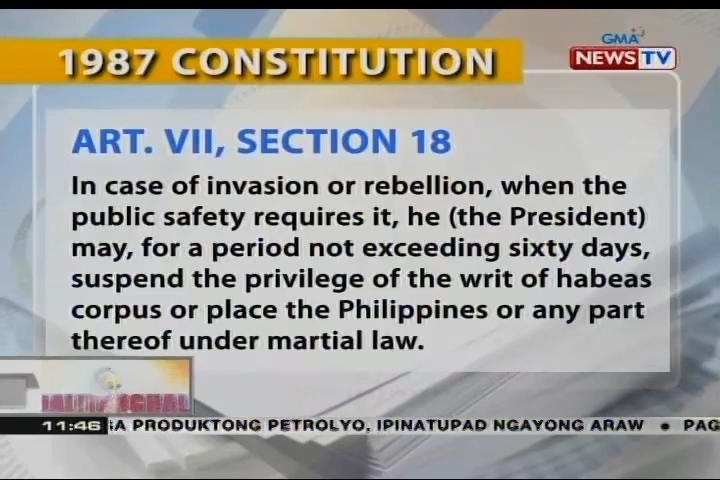 1987 CONSTITUTION
GMA
NEWS TV
ART. VII, SECTION 18
In case of invasion or rebellion, when the
public safety requires it, he (the President)
may, for a period not exceeding sixty days,
suspend the privilege of the writ of habeas
corpus or place the Philippines or any part
thereof under martial law.
11:46 GA PRODUKTONG PETROLYO, IPINATUPAD NGAYONG ARAW • PAG